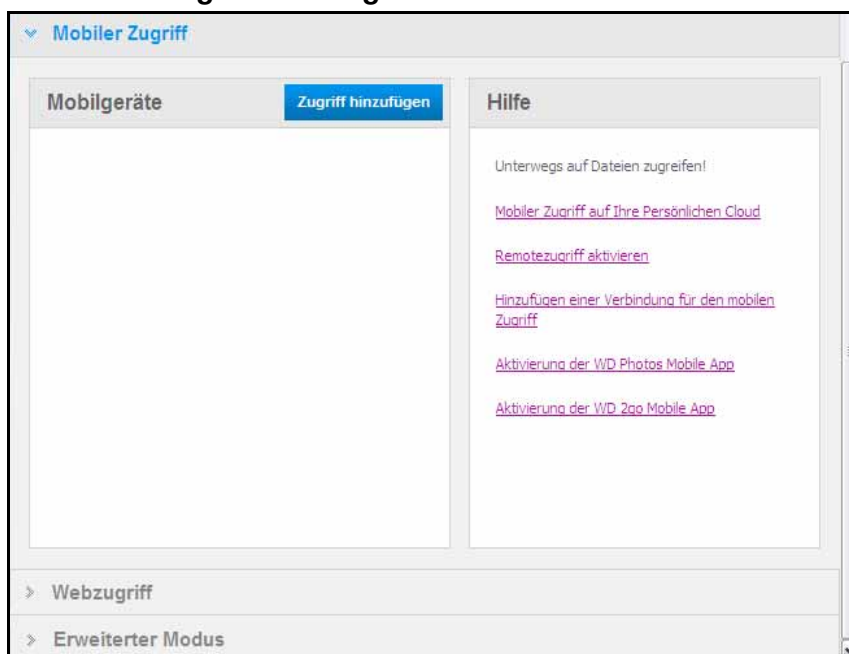 Mobiler Zugriff
Mobilgeräte
Zugriff hinzufügen
Hilfe
Unterwegs auf Dateien zugreifen!
Mobiler Zugriff auf Ihre Persönlichen Cloud
Remotezugriff aktivieren
Hinzufügen einer Verbindung für den mobilen
Zugriff
Aktivierung der WD Photos Mobile App
Aktivierung der WD 2go Mobile App
Webzugriff
Erweiterter Modus